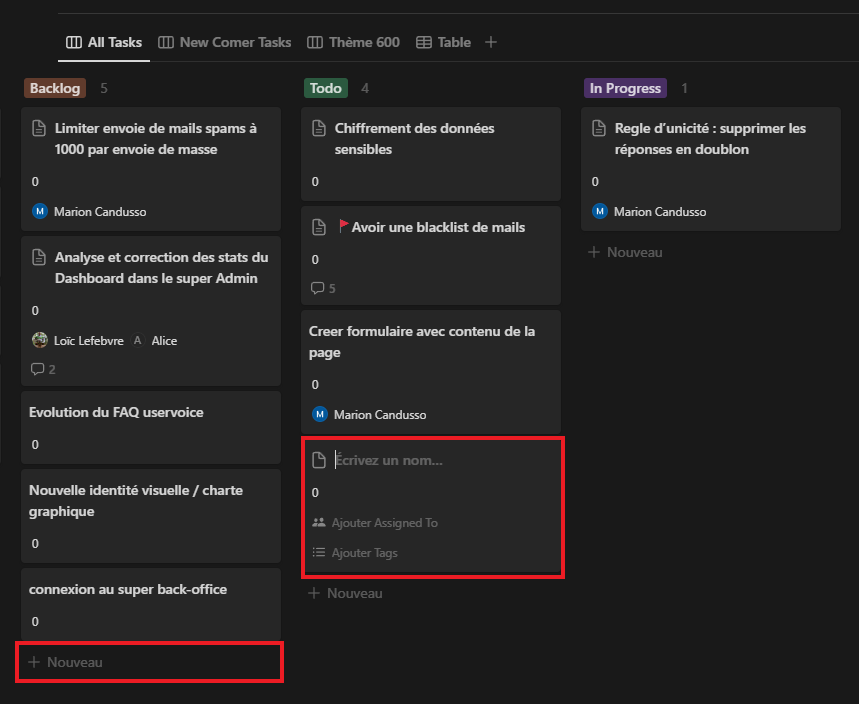 All Tasks New Comer Tasks Thème 600 Table
Backlog 5
Limiter envoie de mails spams à
1000 par envoie de masse
0
M Marion Candusso
Analyse et correction des stats du
Dashboard dans le super Admin
0
Loïc Lefebvre A Alice
2
Evolution du FAQ uservoice
0
Nouvelle identité visuelle / charte
graphique
0
connexion au super back-office
0
+ Nouveau
Todo 4
Chiffrement des données
sensibles
0
Avoir une blacklist de mails
0
5
Creer formulaire avec contenu de la
page
0
M Marion Candusso
Écrivez un nom...
0
Ajouter Assigned To
Ajouter Tags
+ Nouveau
In Progress 1
Regle d’unicité : supprimer les
réponses en doublon
0
M Marion Candusso
+ Nouveau